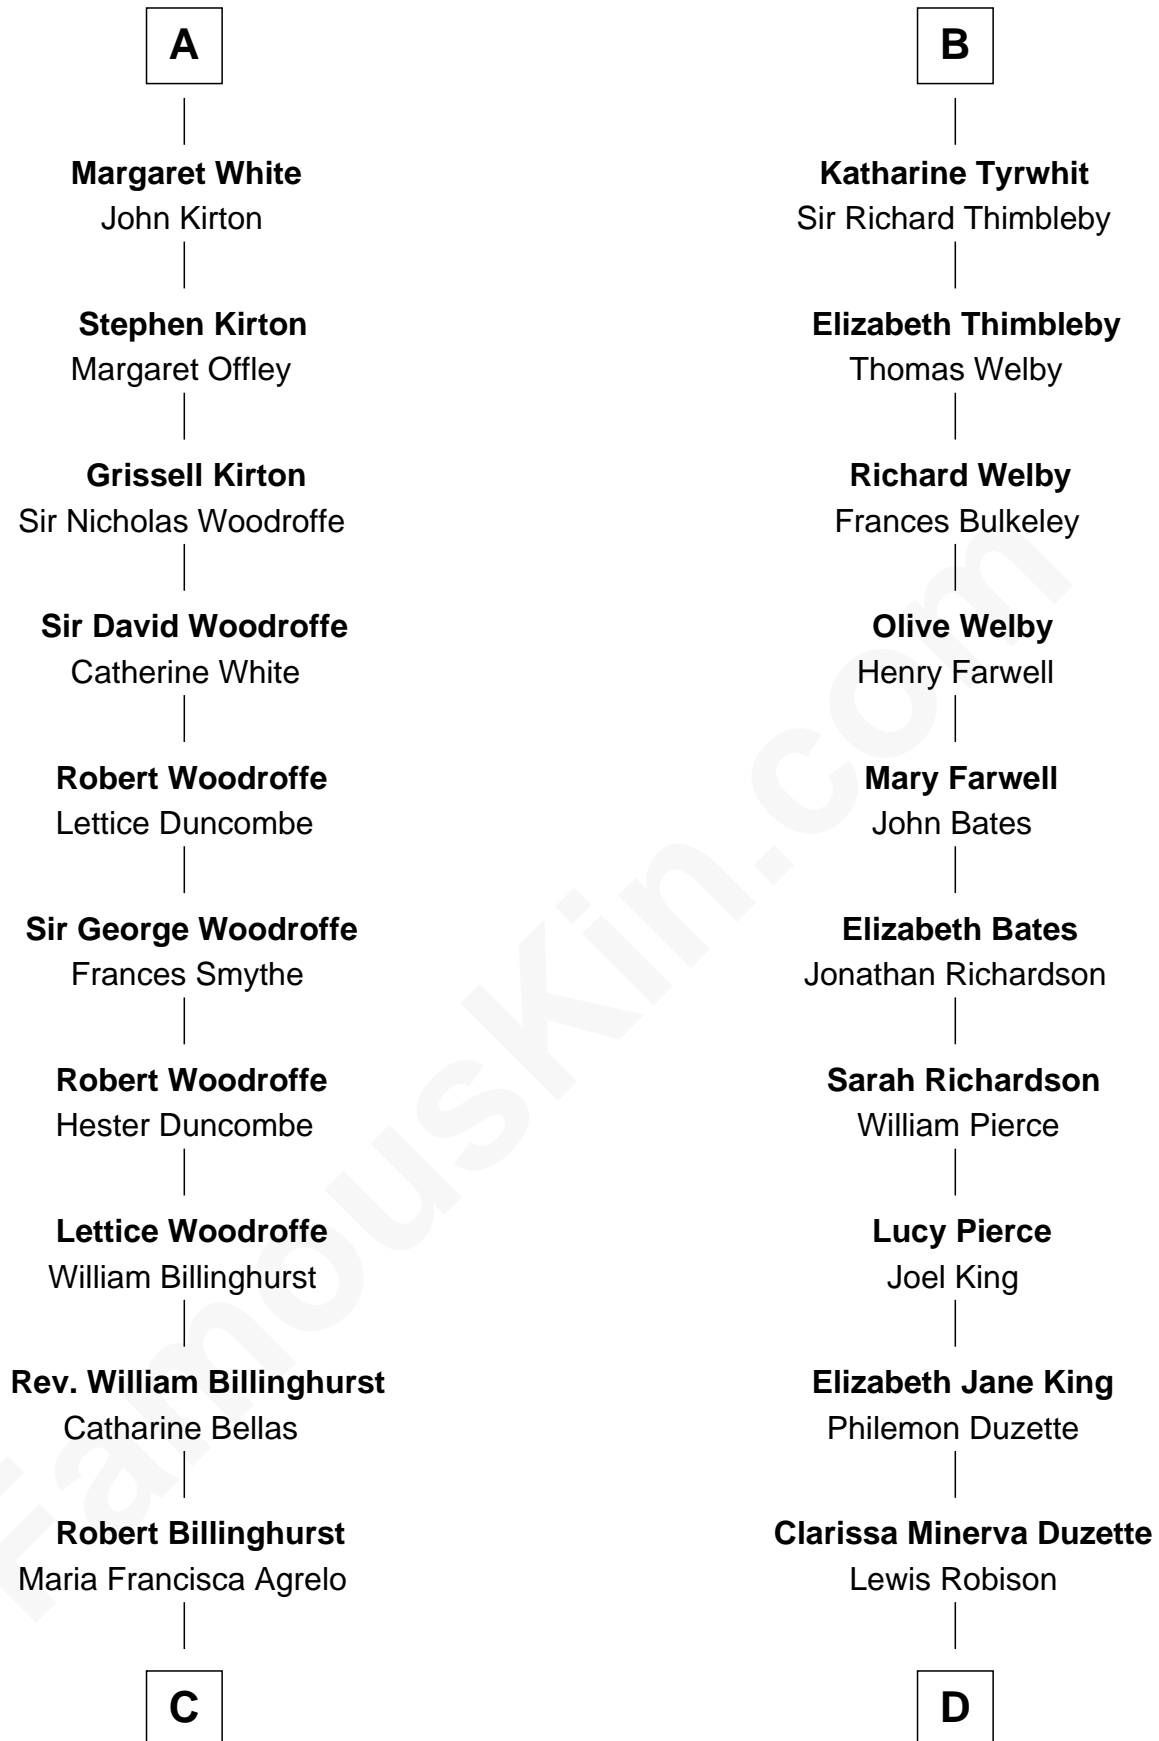 A
Margaret White
John Kirton
Stephen Kirton
Margaret Offley
Grissell Kirton
Sir Nicholas Woodroffe
Sir David Woodroffe
Catherine White
Robert Woodroffe
Lettice Duncombe
Sir George Woodroffe
Frances Smythe
Robert Woodroffe
Hester Duncombe
Lettice Woodroffe
William Billinghurst
Rev. William Billinghurst
Catharine Bellas
Robert Billinghurst
Maria Francisca Agrelo
C
B
Katharine Tyrwhit
Sir Richard Thimbleby
Elizabeth Thimbleby
Thomas Welby
Richard Welby
Frances Bulkeley
Olive Welby
Henry Farwell
Mary Farwell
John Bates
Elizabeth Bates
Jonathan Richardson
Sarah Richardson
William Pierce
Lucy Pierce
Joel King
Elizabeth Jane King
Philemon Duzette
Clarissa Minerva Duzette
Lewis Robison
D
FamousKin.com